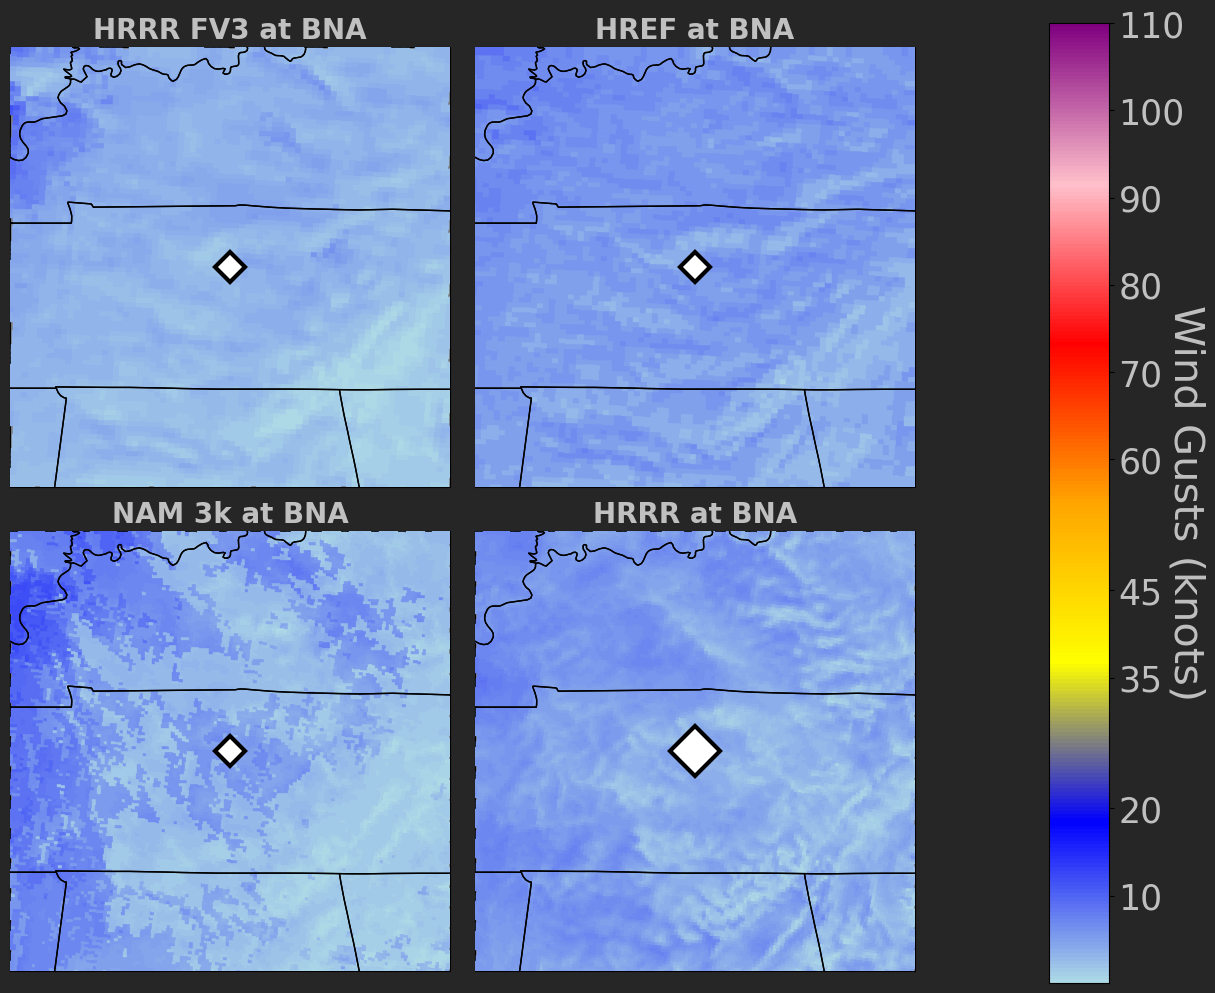 HRRR FV3 at BNA
HREF at BNA
NAM 3k at BNA
HRRR at BNA
110
100
90
80
70
60
45
35
20
10
Wind Gusts (knots)